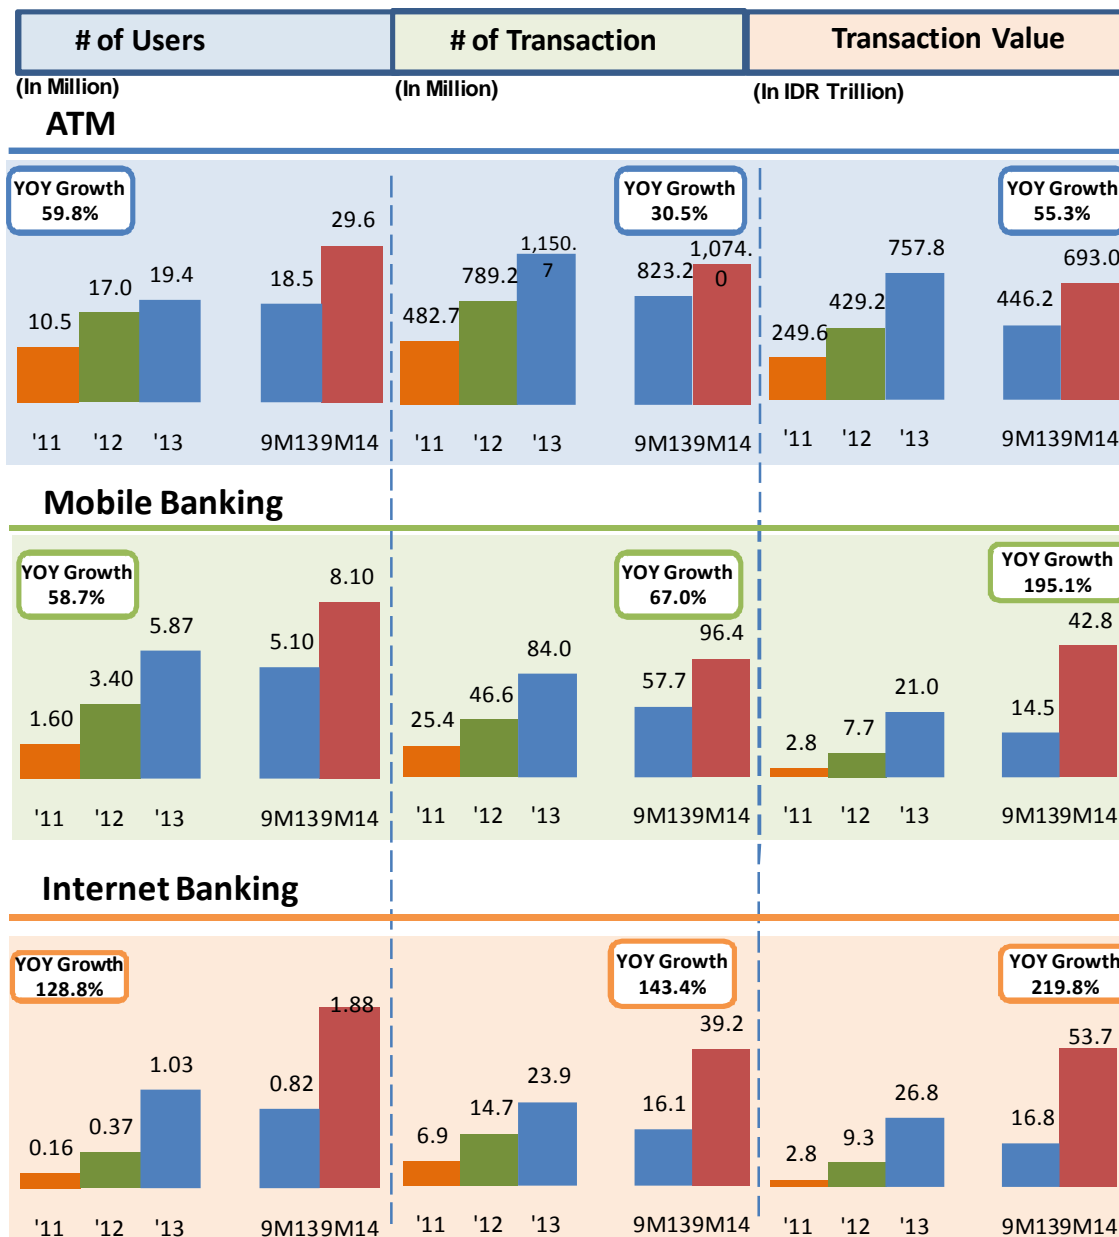 # of Users
# of Transaction
Transaction Value
(In Million)
(In Million)
(In IDR Trillion)
ATM
YOY Growth
59.8%
10.5
17.0
19.4
18.5
29.6
'11
'12
'13
9M13
9M14
YOY Growth
30.5%
482.7
789.2
1,150.
7
823.2
1,074.
0
'11
'12
'13
9M13
9M14
YOY Growth
55.3%
249.6
429.2
757.8
446.2
693.0
'11
'12
'13
9M13
9M14
Mobile Banking
YOY Growth
58.7%
1.60
3.40
5.87
5.10
8.10
'11
'12
'13
9M13
9M14
YOY Growth
67.0%
25.4
46.6
84.0
57.7
96.4
'11
'12
'13
9M13
9M14
YOY Growth
195.1%
2.8
7.7
21.0
14.5
42.8
'11
'12
'13
9M13
9M14
Internet Banking
YOY Growth
128.8%
0.16
0.37
1.03
0.82
1.88
'11
'12
'13
9M13
9M14
YOY Growth
143.4%
6.9
14.7
23.9
16.1
39.2
'11
'12
'13
9M13
9M14
YOY Growth
219.8%
2.8
9.3
26.8
16.8
53.7
'11
'12
'13
9M13
9M14